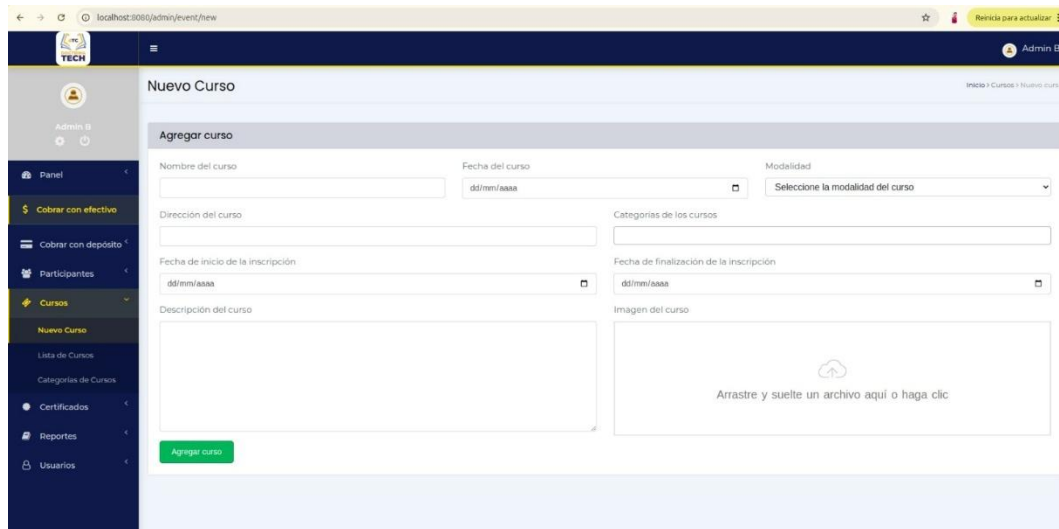 localhost:8080/admin/event/new
Reinicia para actualizar
TECH
Admin B
Admin B
Panel
Cobrar con efectivo
Cobrar con depósito
Participantes
Cursos
Nuevo Curso
Lista de Cursos
Categorías de Cursos
Certificados
Reportes
Usuarios
Nuevo Curso
Inicio › Cursos › Nuevo curs
Agregar curso
Nombre del curso
Fecha del curso
Modalidad
dd/mm/aaaa
Seleccione la modalidad del curso
Dirección del curso
Categorías de los cursos
Fecha de inicio de la inscripción
Fecha de finalización de la inscripción
dd/mm/aaaa
dd/mm/aaaa
Descripción del curso
Imagen del curso
Arrastre y suelte un archivo aquí o haga clic
Agregar curso